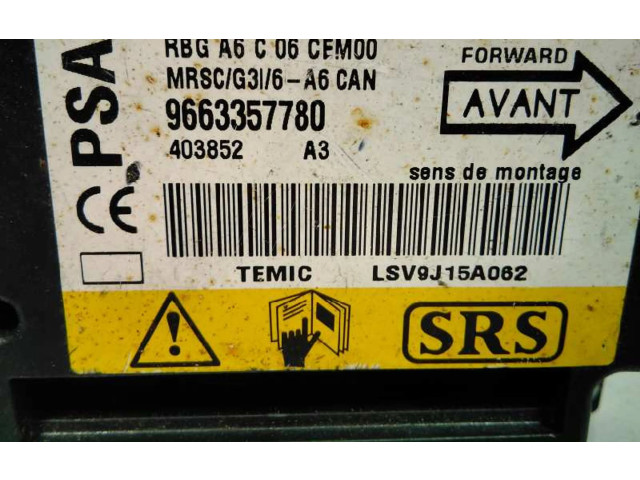 PSA
CE
RBG A6 C 06 CEM00
MRSC/G3I/6-A6 CAN
9663357780
403852 A3
FORWARD
AVANT
sens de montage
TEMIC LSV9J15A062
SRS